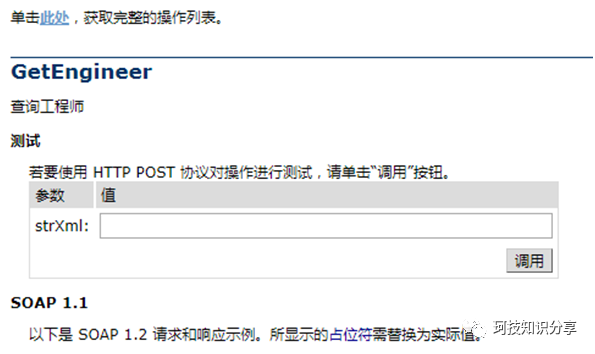 单击此处，获取完整的操作列表。
GetEngineer
查询工程师
测试
若要使用 HTTP POST 协议对操作进行测试，请单击“调用”按钮。
参数 值
strXml:
调用
SOAP 1.1
以下是 SOAP 1.2 请求和响应示例。所显示的占位符需替换为实际值。
珂技知识分享